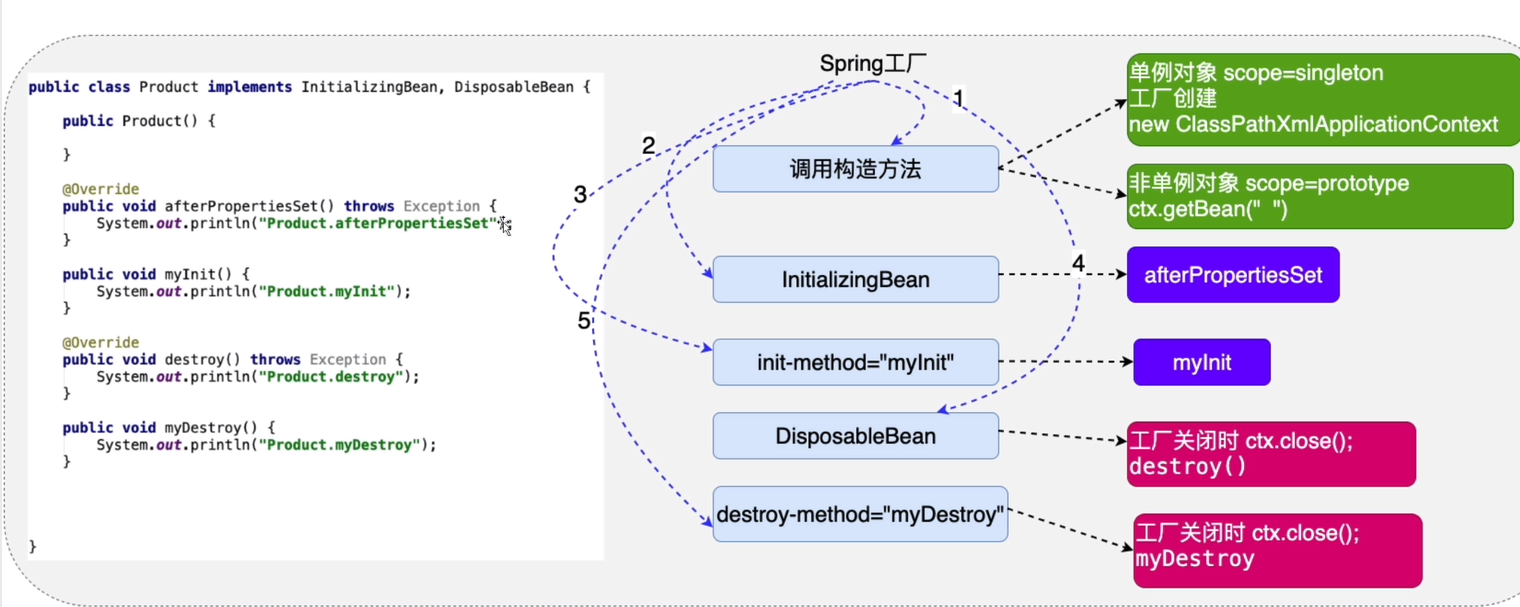 public class Product implements InitializingBean, DisposableBean {
public Product() {
}
@Override
public void afterPropertiesSet() throws Exception {
System.out.println("Product.afterPropertiesSet"
}
public void myInit() {
System.out.println("Product.myInit");
}
@Override
public void destroy() throws Exception {
System.out.println("Product.destroy");
}
public void myDestroy() {
System.out.println("Product.myDestroy");
}
}
Spring工厂
1
2
3
4
5
调用构造方法
InitializingBean
init-method="myInit"
DisposableBean
destroy-method="myDestroy"
单例对象 scope=singleton
工厂创建
new ClassPathXmlApplicationContext
非单例对象 scope=prototype
ctx.getBean(" ")
afterPropertiesSet
myInit
工厂关闭时 ctx.close();
destroy()
工厂关闭时 ctx.close();
myDestroy